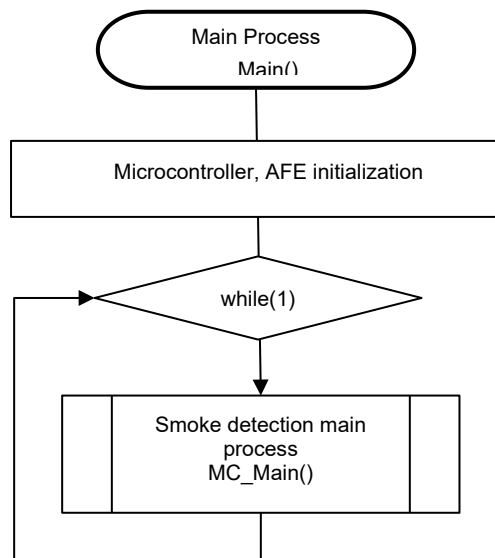 Main Process
Main()
Microcontroller, AFE initialization
while(1)
Smoke detection main
process
MC_Main()